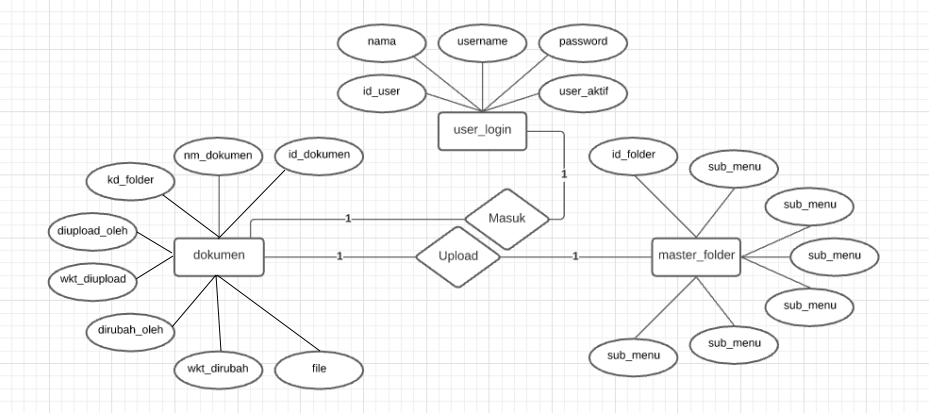 nama
username
password
id_user
user_aktif
user_login
nm_dokumen
id_dokumen
id_folder
sub_menu
kd_folder
1
sub_menu
diupload_oleh
1
Masuk
dokumen
1
Upload
1
master_folder
sub_menu
wkt_diupload
sub_menu
dirubah_oleh
sub_menu
sub_menu
wkt_dirubah
file